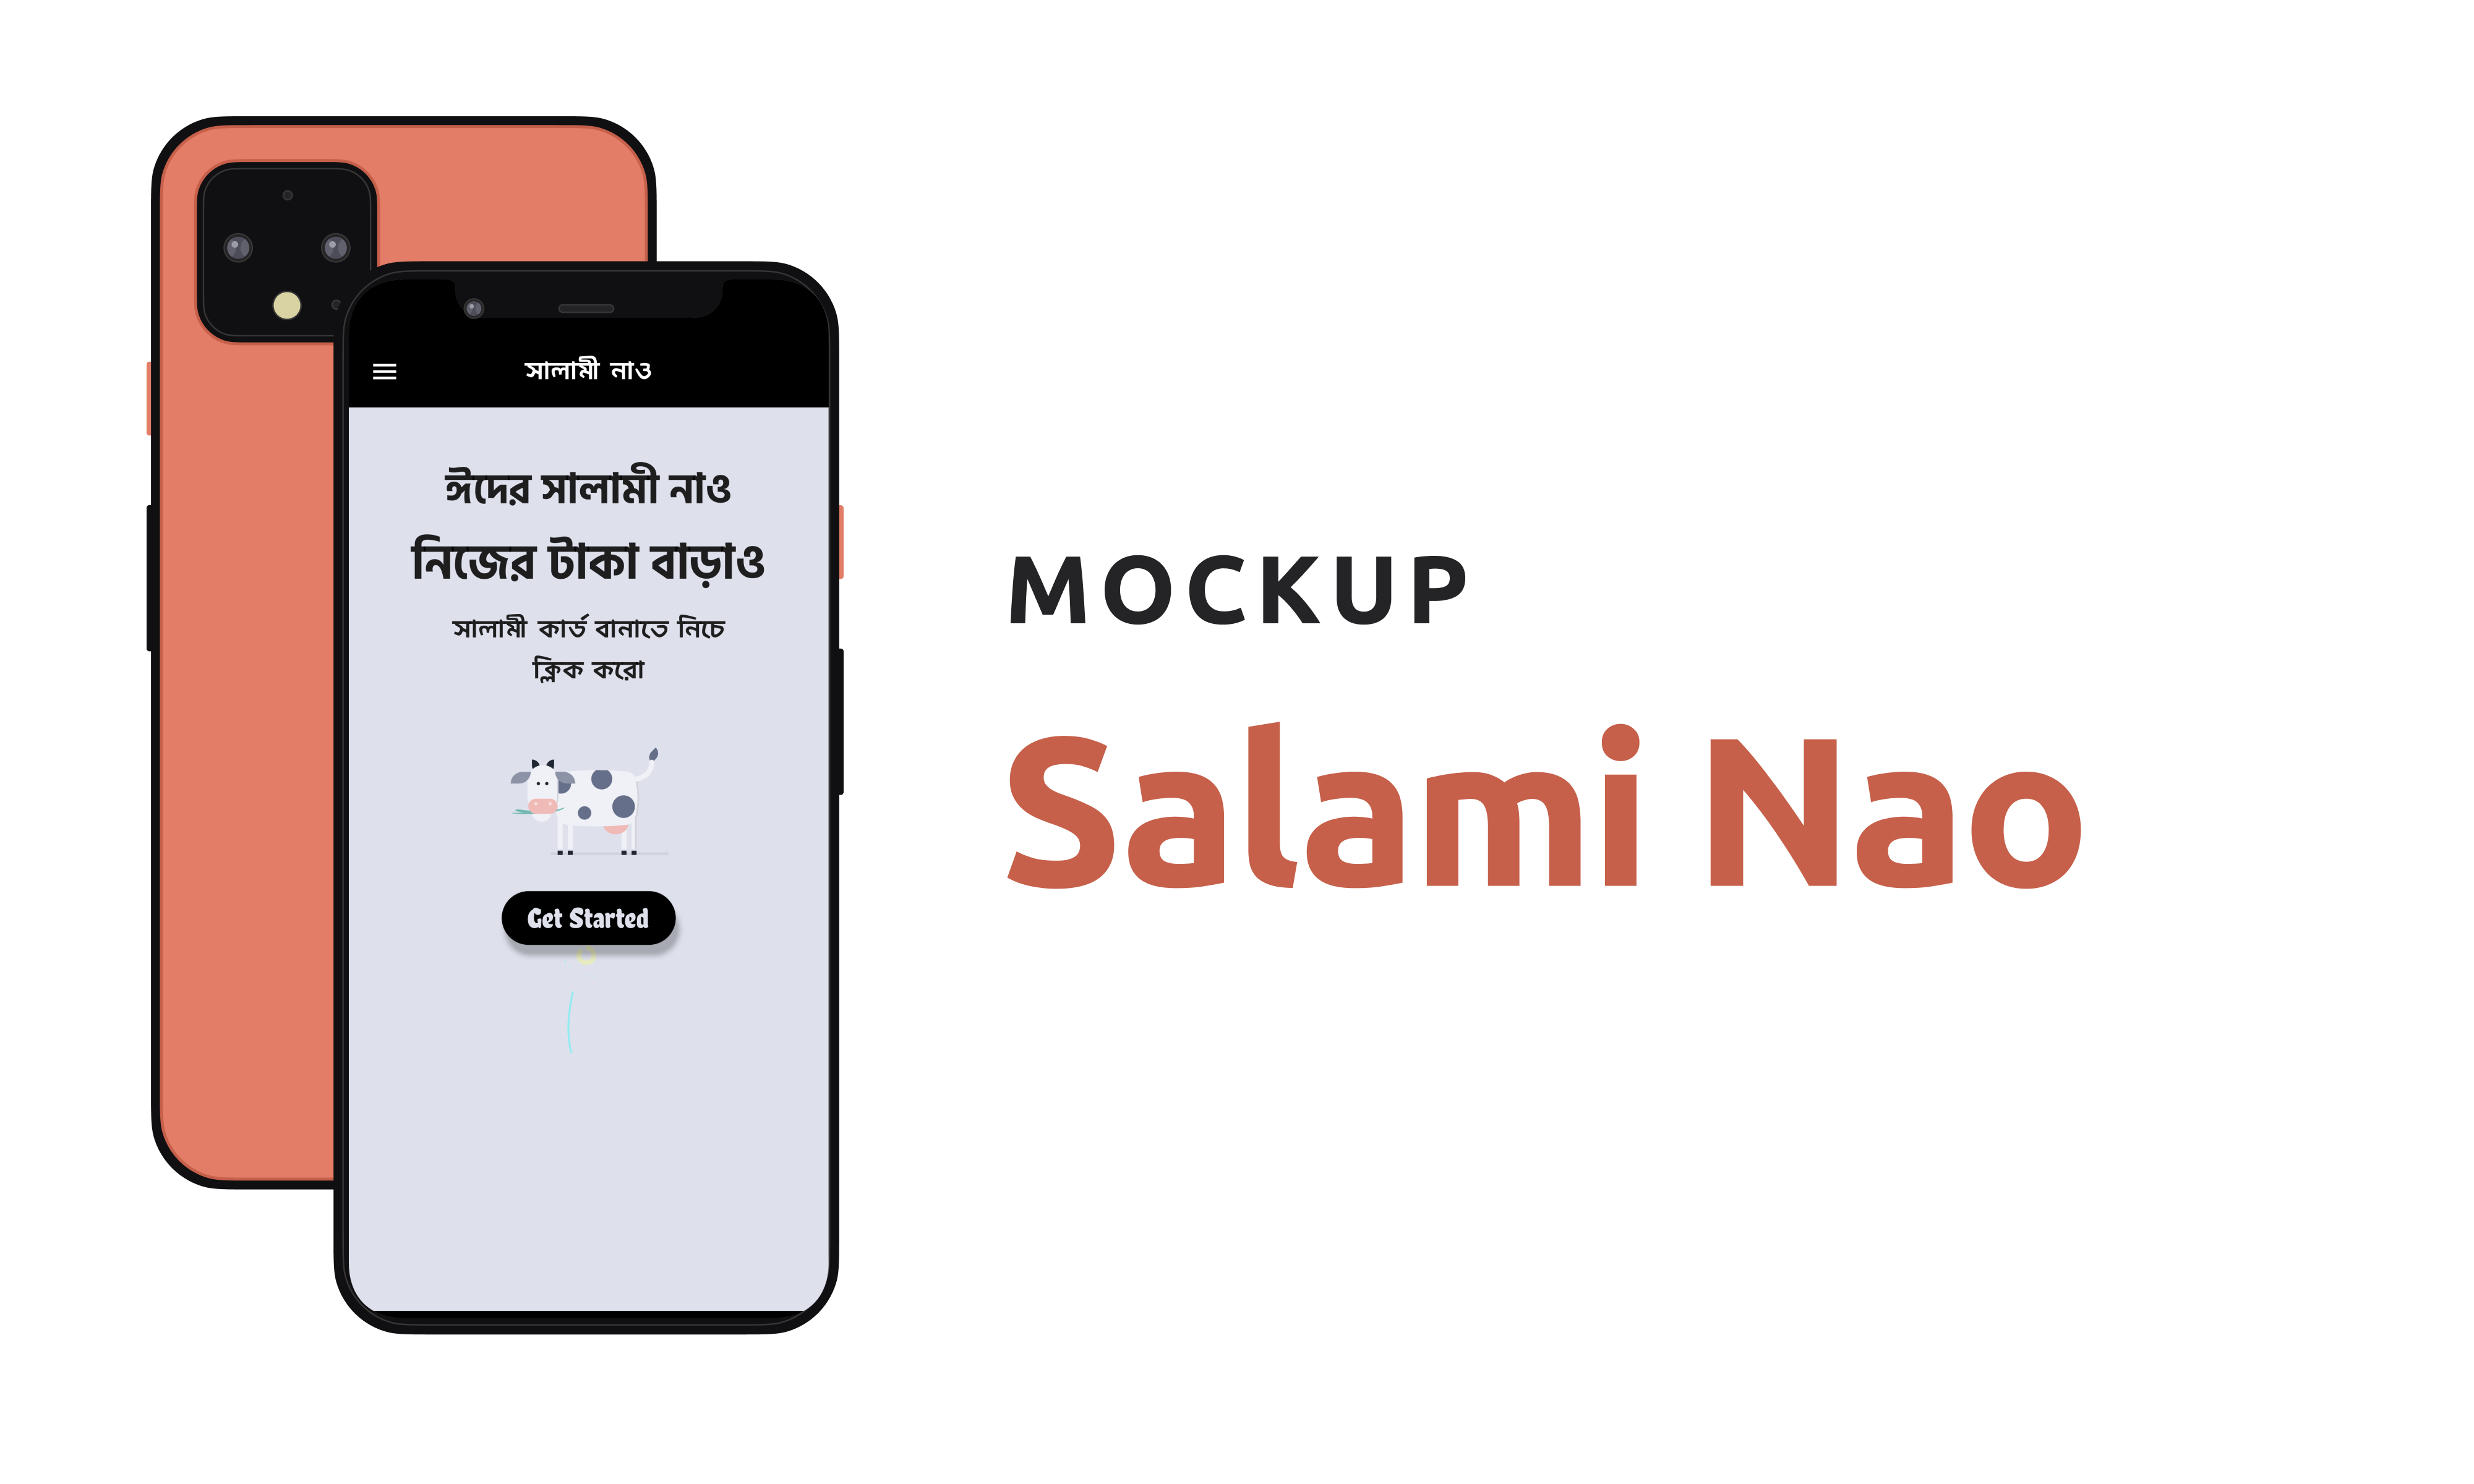 সালামী নাও
ঈদের সালামী নাও
নিজের টাকা বাড়াও
সালামী কার্ড বানাতে নিচে
ক্লিক করো
Get Started
MOCKUP
Salami Nao